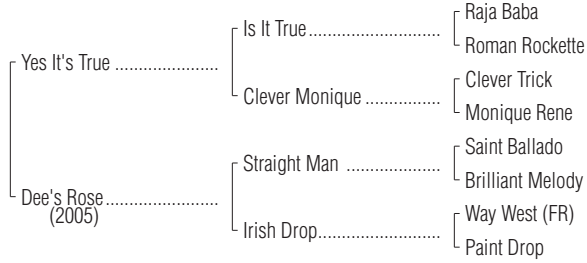 Raja Baba
Is It True
Roman Rockette
Yes It's True
Clever Trick
Clever Monique
Monique Rene
Saint Ballado
Straight Man
Brilliant Melody
Dee's Rose
(2005)
Way West (FR)
Irish Drop
Paint Drop